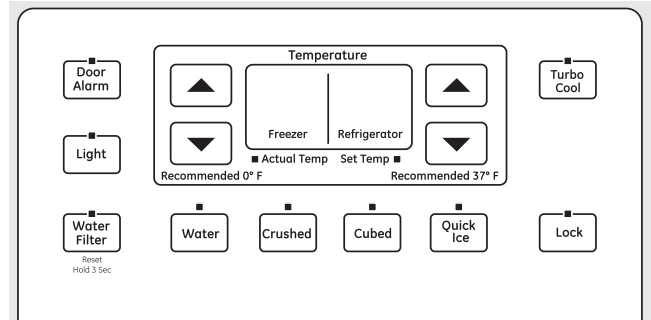 Temperature
Door
Alarm
Turbo
Cool
Freezer
Refrigerator
Actual Temp
Set Temp
Light
Recommended 0° F
Recommended 37° F
Water
Filter
Water
Crushed
Cubed
Quick
Ice
Lock
Reset
Hold 3 Sec